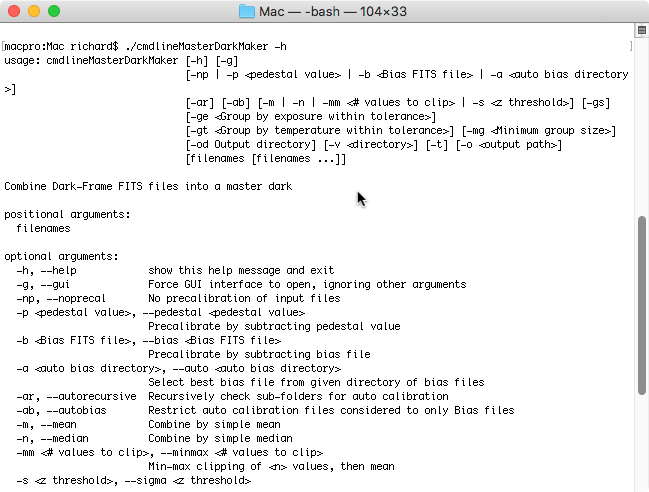 Mac — -bash — 104×33
[macpro:Mac richard$ ./cmdlineMasterDarkMaker -h ]
usage: cmdlineMasterDarkMaker [-h] [-g]
[-np | -p <pedestal value> | -b <Bias FITS file> | -a <auto bias directory
>]
[-ar] [-ab] [-m | -n | -mm <# values to clip> | -s <z threshold>] [-gs]
[-ge <Group by exposure within tolerance>]
[-gt <Group by temperature within tolerance>] [-mg <Minimum group size>]
[-od Output directory] [-v <directory>] [-t] [-o <output path>]
[filenames [filenames ...]]
Combine Dark-Frame FITS files into a master dark
positional arguments:
filenames
optional arguments:
-h, --help show this help message and exit
-g, --gui Force GUI interface to open, ignoring other arguments
-np, --noprecal No precalibration of input files
-p <pedestal value>, --pedestal <pedestal value>
Precalibrate by subtracting pedestal value
-b <Bias FITS file>, --bias <Bias FITS file>
Precalibrate by subtracting bias file
-a <auto bias directory>, --auto <auto bias directory>
Select best bias file from given directory of bias files
-ar, --autorecursive Recursively check sub-folders for auto calibration
-ab, --autobias Restrict auto calibration files considered to only Bias files
-m, --mean Combine by simple mean
-n, --median Combine by simple median
-mm <# values to clip>, --minmax <# values to clip>
Min-max clipping of <n> values, then mean
-s <z threshold>, --sigma <z threshold>